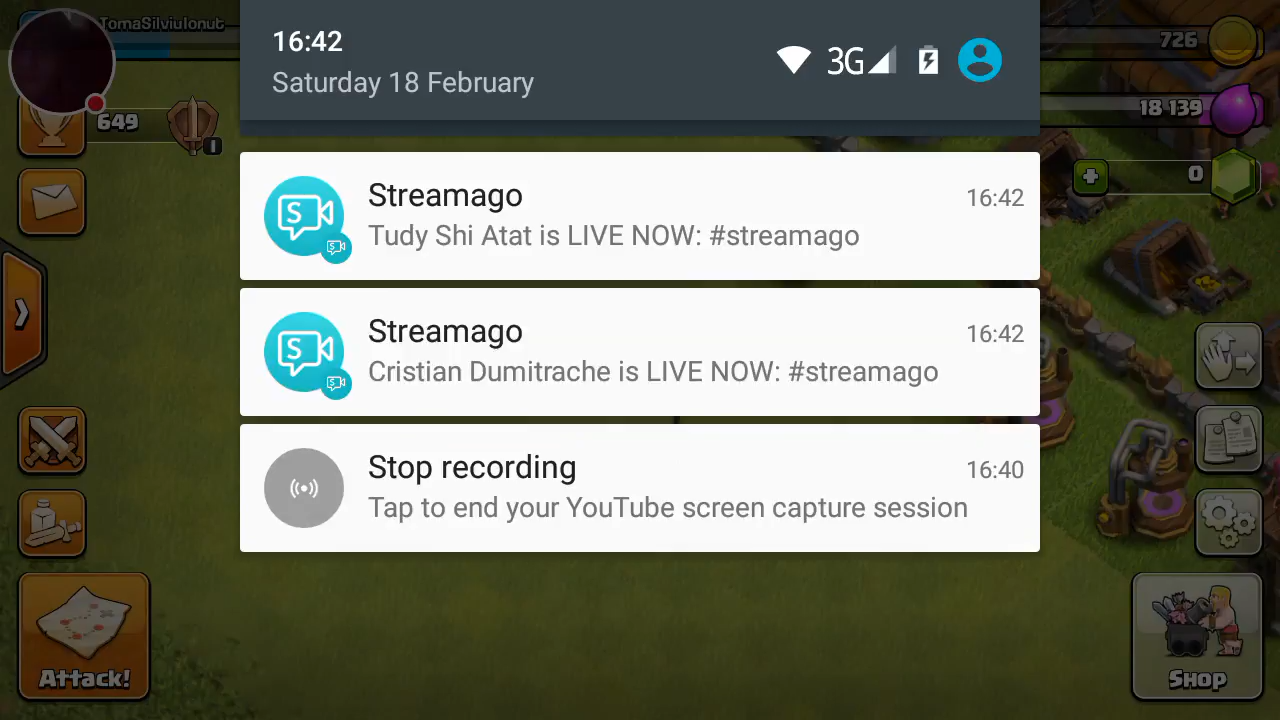 TomaSilviuIonut
16:42
Saturday 18 February
3G
726
649
I
18 139
0
Streamago
16:42
Tudy Shi Atat is LIVE NOW: #streamago
Streamago
16:42
Cristian Dumitrache is LIVE NOW: #streamago
Stop recording
16:40
Tap to end your YouTube screen capture session
Attack!
Shop